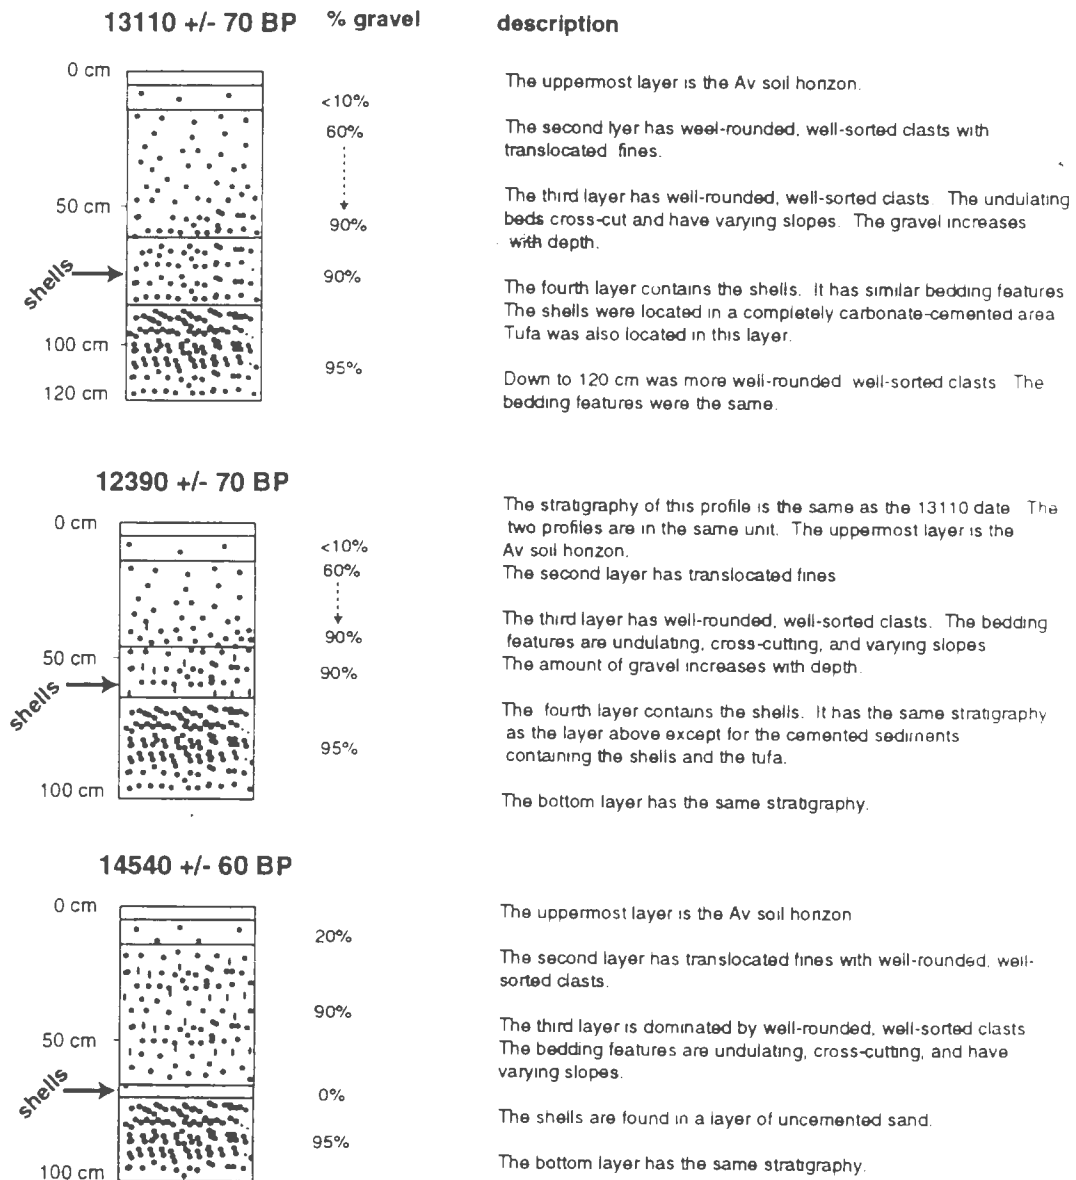 13110 +/- 70 BP % gravel description
0 cm
The uppermost layer is the Av soil horizon.
<10%
60%
The second lyer has weel-rounded, well-sorted clasts with
translocated fines.
50 cm
90%
The third layer has well-rounded, well-sorted clasts The undulating
beds cross-cut and have varying slopes. The gravel increases
with depth.
shells
90%
The fourth layer contains the shells. It has similar bedding features
The shells were located in a completely carbonate-cemented area
Tufa was also located in this layer.
100 cm
95%
120 cm
Down to 120 cm was more well-rounded well-sorted clasts The
bedding features were the same.
12390 +/- 70 BP
0 cm
The stratigraphy of this profile is the same as the 13110 date The
two profiles are in the same unit. The uppermost layer is the
Av soil horizon.
The second layer has translocated fines
<10%
60%
90%
The third layer has well-rounded, well-sorted clasts. The bedding
features are undulating, cross-cutting, and varying slopes
The amount of gravel increases with depth.
50 cm
90%
shells
The fourth layer contains the shells. It has the same stratigraphy
as the layer above except for the cemented sediments
containing the shells and the tufa.
95%
100 cm
The bottom layer has the same stratigraphy.
14540 +/- 60 BP
0 cm
The uppermost layer is the Av soil horizon
20%
The second layer has translocated fines with well-rounded, well-
sorted clasts.
90%
50 cm
The third layer is dominated by well-rounded, well-sorted clasts
The bedding features are undulating, cross-cutting, and have
varying slopes.
shells
0%
The shells are found in a layer of uncemented sand.
95%
100 cm
The bottom layer has the same stratigraphy.